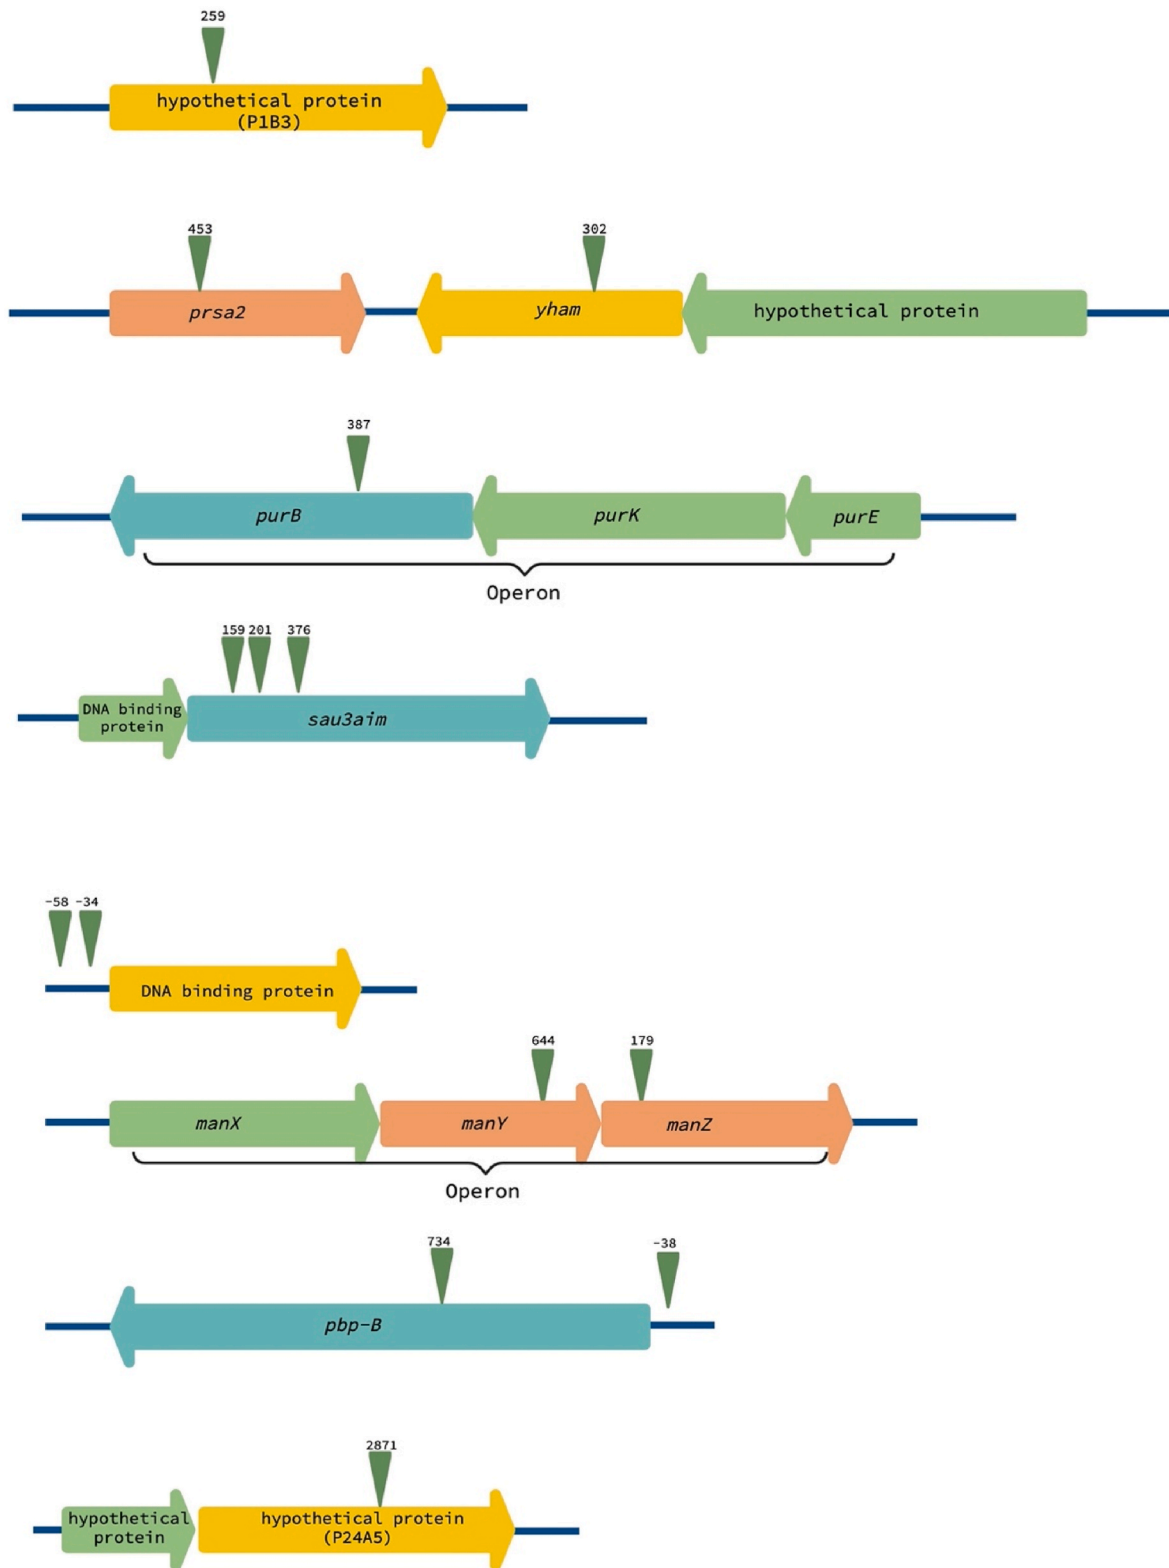 259
hypothetical protein
(P1B3)
453
302
prsa2
yham
hypothetical protein
387
purB
purK
purE
Operon
159 201 376
DNA binding
protein
sau3aim
-58 -34
DNA binding protein
644
179
manX
manY
manZ
Operon
734
-38
pbp-B
2871
hypothetical
protein
hypothetical protein
(P24A5)